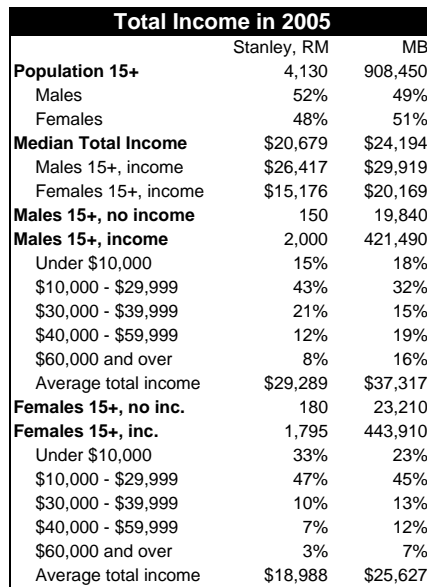 Total Income in 2005
Stanley, RM MB
Population 15+ 4,130 908,450
Males 52% 49%
Females 48% 51%
Median Total Income $20,679 $24,194
Males 15+, income $26,417 $29,919
Females 15+, income $15,176 $20,169
Males 15+, no income 150 19,840
Males 15+, income 2,000 421,490
Under $10,000 15% 18%
$10,000 - $29,999 43% 32%
$30,000 - $39,999 21% 15%
$40,000 - $59,999 12% 19%
$60,000 and over 8% 16%
Average total income $29,289 $37,317
Females 15+, no inc. 180 23,210
Females 15+, inc. 1,795 443,910
Under $10,000 33% 23%
$10,000 - $29,999 47% 45%
$30,000 - $39,999 10% 13%
$40,000 - $59,999 7% 12%
$60,000 and over 3% 7%
Average total income $18,988 $25,627